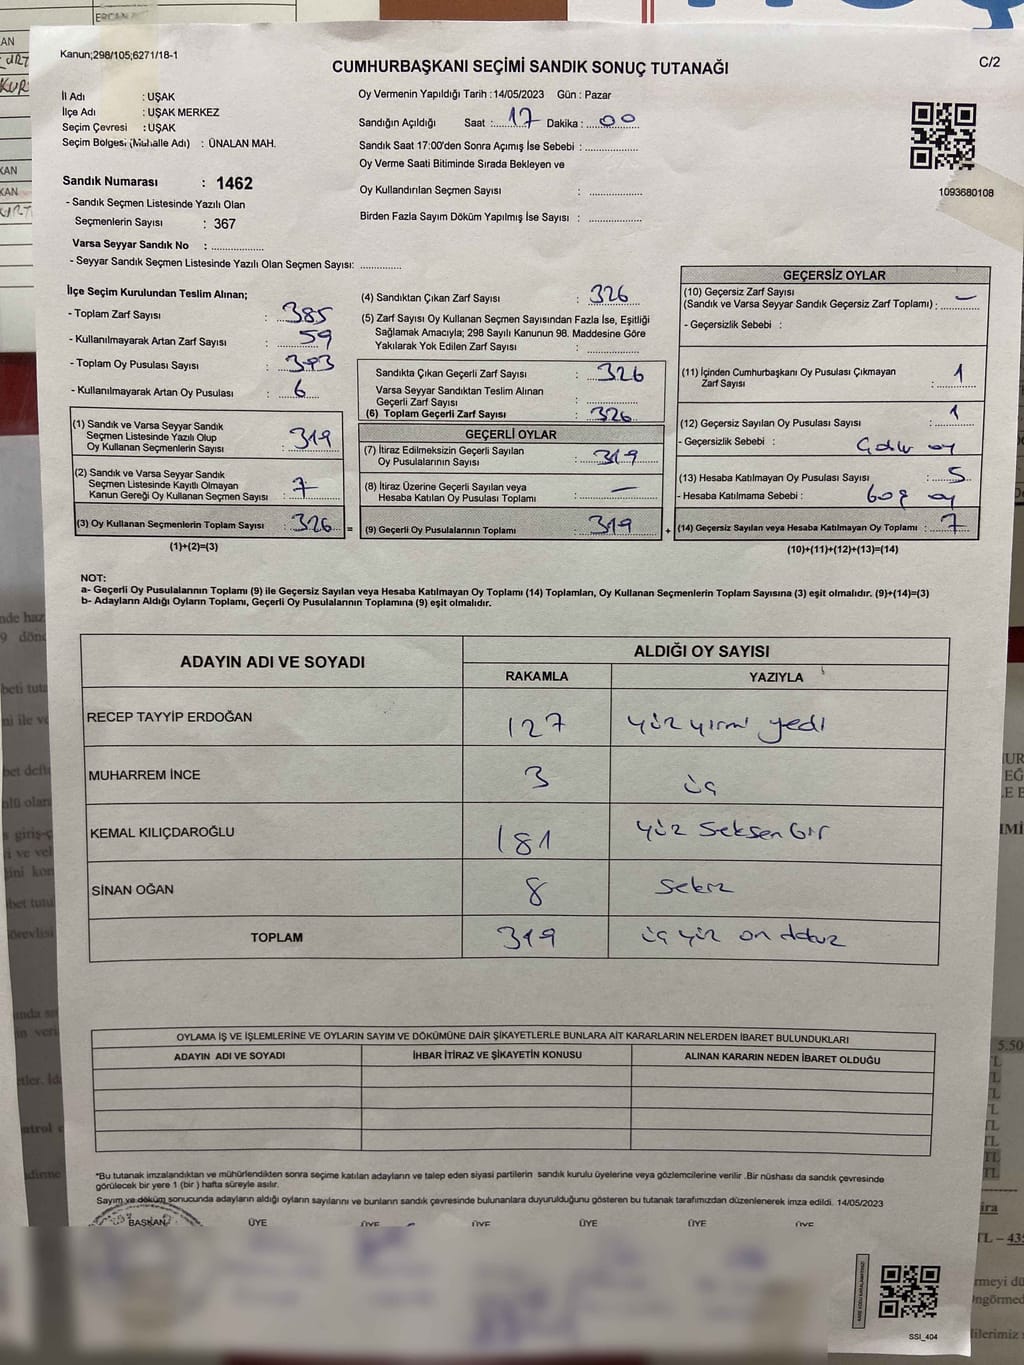 Kanun;298/105;6271/18-1
CUMHURBAŞKANI SEÇİMİ SANDIK SONUÇ TUTANAĞI
C/2
İl Adı : UŞAK
İlçe Adı : UŞAK MERKEZ
Seçim Çevresi : UŞAK
Seçim Bölgesi (Mahalle Adı) : ÜNALAN MAH.
Oy Vermenin Yapıldığı Tarih :14/05/2023 Gün : Pazar
Sandığın Açıldığı Saat : 17 Dakika : 00
Sandık Saat 17:00'den Sonra Açımış İse Sebebi :
Oy Verme Saati Bitiminde Sırada Bekleyen ve
Oy Kullandırılan Seçmen Sayısı :
Birden Fazla Sayım Döküm Yapılmış İse Sayısı :
1093680108
Sandık Numarası : 1462
- Sandık Seçmen Listesinde Yazılı Olan
Seçmenlerin Sayısı : 367
Varsa Seyyar Sandık No :
- Seyyar Sandık Seçmen Listesinde Yazılı Olan Seçmen Sayısı:
İlçe Seçim Kurulundan Teslim Alınan;
- Toplam Zarf Sayısı : 385
- Kullanılmayarak Artan Zarf Sayısı : 59
- Toplam Oy Pusulası Sayısı :
- Kullanılmayarak Artan Oy Pusulası : 6
(1) Sandık ve Varsa Seyyar Sandık
Seçmen Listesinde Yazılı Olup
Oy Kullanan Seçmenlerin Sayısı : 319
(2) Sandık ve Varsa Seyyar Sandık
Seçmen Listesinde Kayıtlı Olmayan
Kanun Gereği Oy Kullanan Seçmen Sayısı : 7
(3) Oy Kullanan Seçmenlerin Toplam Sayısı : 326
(1)+(2)=(3)
(4) Sandıktan Çıkan Zarf Sayısı : 326
(5) Zarf Sayısı Oy Kullanan Seçmen Sayısından Fazla İse, Eşitliği
Sağlamak Amacıyla; 298 Sayılı Kanunun 98. Maddesine Göre
Yakılarak Yok Edilen Zarf Sayısı :
Sandıkta Çıkan Geçerli Zarf Sayısı : 326
Varsa Seyyar Sandıktan Teslim Alınan
Geçerli Zarf Sayısı :
(6) Toplam Geçerli Zarf Sayısı : 326
GEÇERLİ OYLAR
(7) İtiraz Edilmeksizin Geçerli Sayılan
Oy Pusulalarının Sayısı : 319
(8) İtiraz Üzerine Geçerli Sayılan veya
Hesaba Katılan Oy Pusulası Toplamı : —
= (9) Geçerli Oy Pusulalarının Toplamı : 319
GEÇERSİZ OYLAR
(10) Geçersiz Zarf Sayısı
(Sandık ve Varsa Seyyar Sandık Geçersiz Zarf Toplamı) : —
- Geçersizlik Sebebi :
(11) İçinden Cumhurbaşkanı Oy Pusulası Çıkmayan
Zarf Sayısı : 1
(12) Geçersiz Sayılan Oy Pusulası Sayısı : 1
- Geçersizlik Sebebi : oy
(13) Hesaba Katılmayan Oy Pusulası Sayısı : 5
- Hesaba Katılmama Sebebi : boş oy
+ (14) Geçersiz Sayılan veya Hesaba Katılmayan Oy Toplamı : 7
(10)+(11)+(12)+(13)=(14)
NOT:
a- Geçerli Oy Pusulalarının Toplamı (9) ile Geçersiz Sayılan veya Hesaba Katılmayan Oy Toplamı (14) Toplamları, Oy Kullanan Seçmenlerin Toplam Sayısına (3) eşit olmalıdır. (9)+(14)=(3)
b- Adayların Aldığı Oyların Toplamı, Geçerli Oy Pusulalarının Toplamına (9) eşit olmalıdır.
ADAYIN ADI VE SOYADI
ALDIĞI OY SAYISI
RAKAMLA YAZIYLA
RECEP TAYYİP ERDOĞAN 127 yüz yirmi yedi
MUHARREM İNCE 3 üç
KEMAL KILIÇDAROĞLU 181 yüz seksen bir
SİNAN OĞAN 8 sekiz
TOPLAM 319 üç yüz on dokuz
OYLAMA İŞ VE İŞLEMLERİNE VE OYLARIN SAYIM VE DÖKÜMÜNE DAİR ŞİKAYETLERLE BUNLARA AİT KARARLARIN NELERDEN İBARET BULUNDUKLARI
ADAYIN ADI VE SOYADI İHBAR İTİRAZ VE ŞİKAYETİN KONUSU ALINAN KARARIN NEDEN İBARET OLDUĞU
*Bu tutanak imzalandıktan ve mühürlendikten sonra seçime katılan adayların ve talep eden siyasi partilerin sandık kurulu üyelerine veya gözlemcilerine verilir .Bir nüshası da sandık çevresinde
görülecek bir yere 1 (bir ) hafta süreyle asılır.
Sayım ve döküm sonucunda adayların aldığı oyların sayılarını ve bunların sandık çevresinde bulunanlara duyurulduğunu gösteren bu tutanak tarafımızdan düzenlenerek imza edildi. 14/05/2023
BAŞKAN ÜYE ÜYE ÜYE ÜYE ÜYE ÜYE
SSI_404